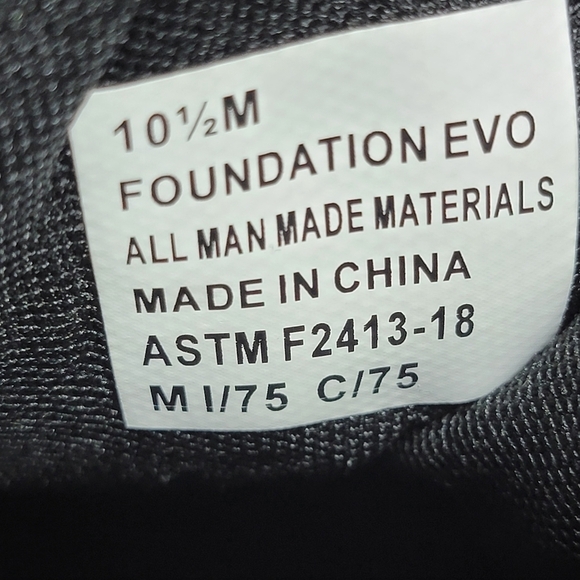 10½M
FOUNDATION EVO
ALL MAN MADE MATERIALS
MADE IN CHINA
ASTM F2413-18
M I/75 C/75